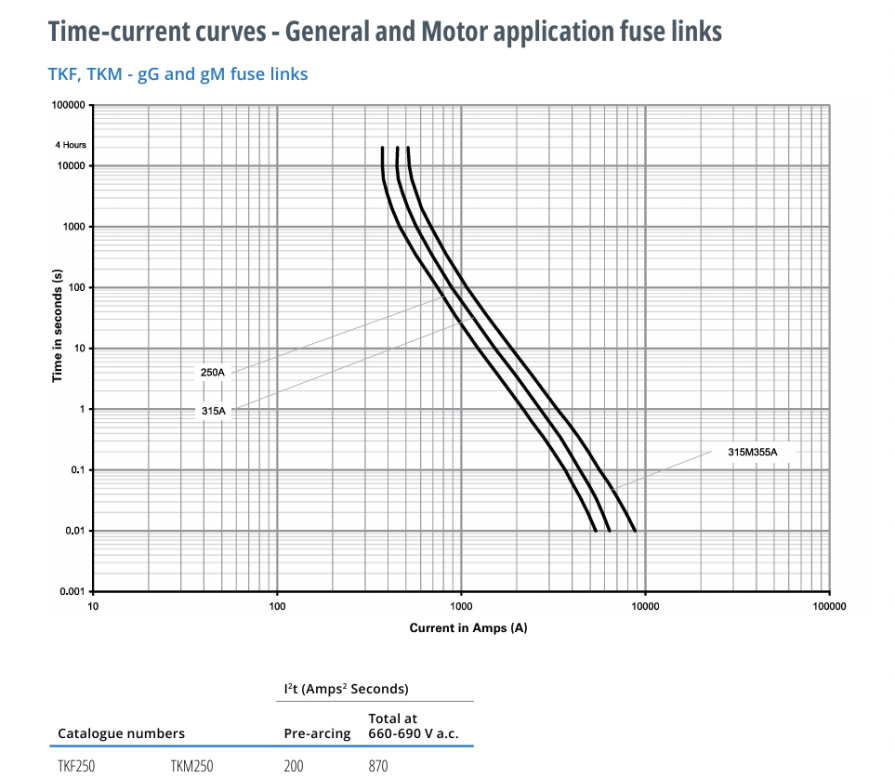 Time-current curves - General and Motor application fuse links
TKF, TKM - gG and gM fuse links
100000
4 Hours
10000
1000
100
10
1
0.1
0.01
0.001
Time in seconds (s)
250A
315A
315M355A
10 100 1000 10000 100000
Current in Amps (A)
I²t (Amps² Seconds)
Total at
Catalogue numbers Pre-arcing 660-690 V a.c.
TKF250 TKM250 200 870